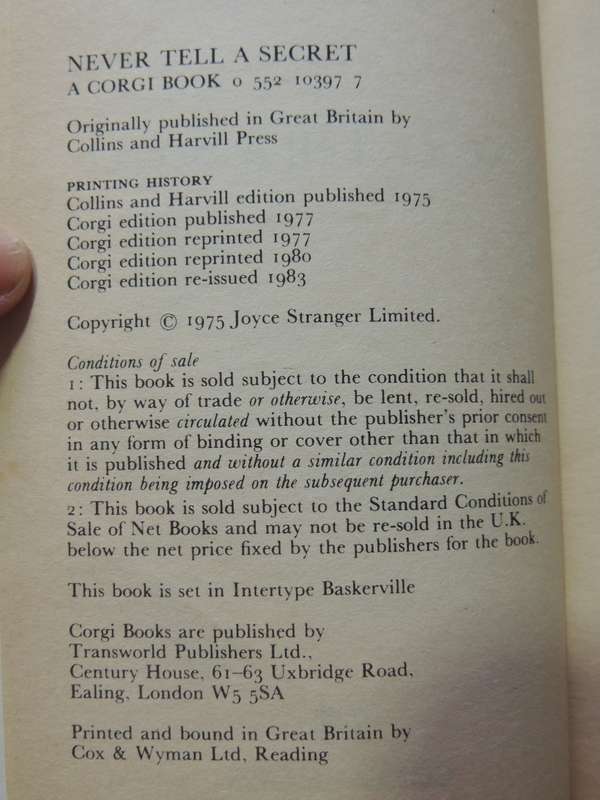 NEVER TELL A SECRET
A CORGI BOOK 0 552 10397 7
Originally published in Great Britain by
Collins and Harvill Press
PRINTING HISTORY
Collins and Harvill edition published 1975
Corgi edition published 1977
Corgi edition reprinted 1977
Corgi edition reprinted 1980
Corgi edition re-issued 1983
Copyright © 1975 Joyce Stranger Limited.
Conditions of sale
1: This book is sold subject to the condition that it shall
not, by way of trade or otherwise, be lent, re-sold, hired out
or otherwise circulated without the publisher's prior consent
in any form of binding or cover other than that in which
it is published and without a similar condition including this
condition being imposed on the subsequent purchaser.
2: This book is sold subject to the Standard Conditions of
Sale of Net Books and may not be re-sold in the U.K.
below the net price fixed by the publishers for the book.
This book is set in Intertype Baskerville
Corgi Books are published by
Transworld Publishers Ltd.,
Century House, 61–63 Uxbridge Road,
Ealing, London W5 5SA
Printed and bound in Great Britain by
Cox & Wyman Ltd, Reading